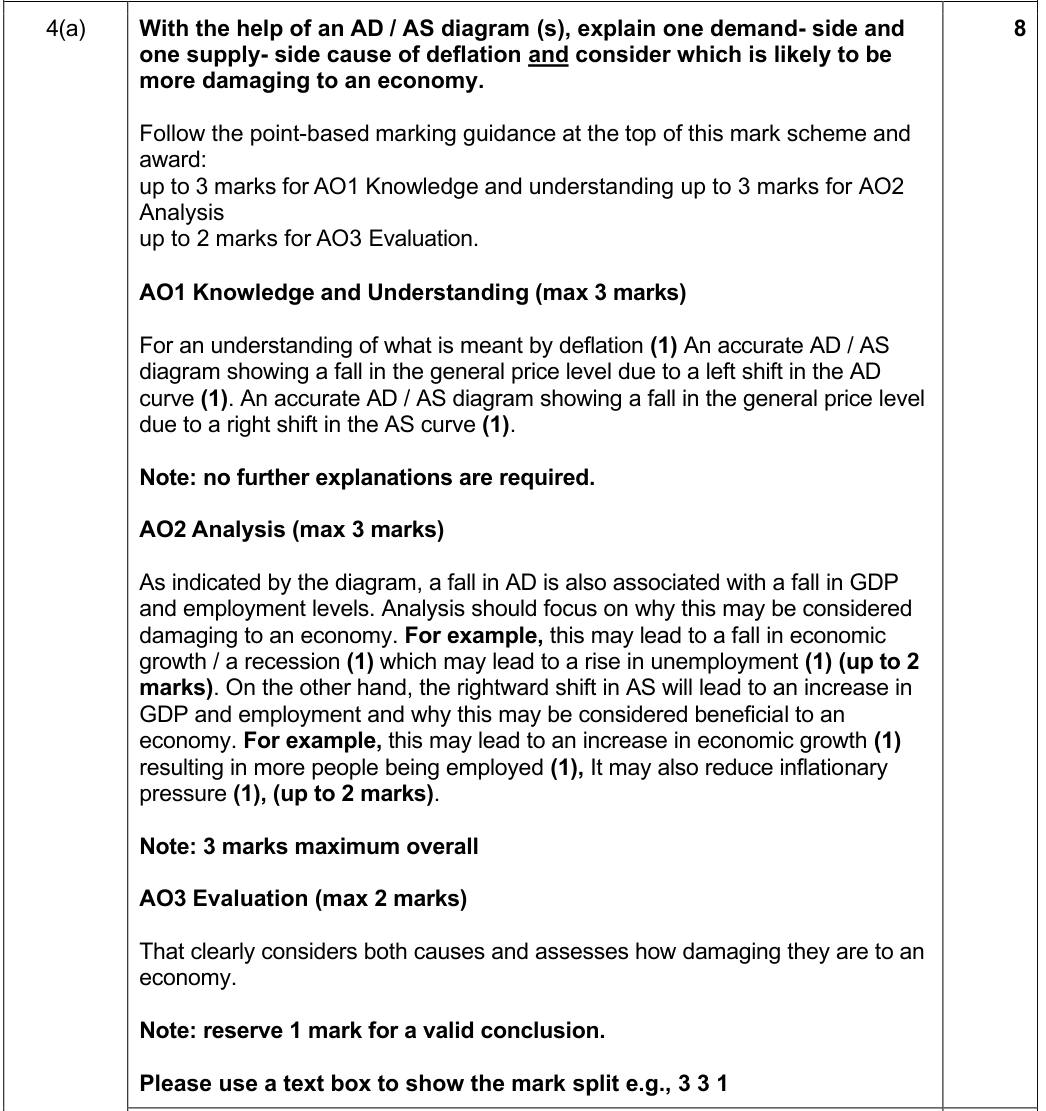 4(a)
With the help of an AD / AS diagram (s), explain one demand- side and
one supply- side cause of deflation and consider which is likely to be
more damaging to an economy.
8
Follow the point-based marking guidance at the top of this mark scheme and
award:
up to 3 marks for AO1 Knowledge and understanding up to 3 marks for AO2
Analysis
up to 2 marks for AO3 Evaluation.
AO1 Knowledge and Understanding (max 3 marks)
For an understanding of what is meant by deflation (1) An accurate AD / AS
diagram showing a fall in the general price level due to a left shift in the AD
curve (1). An accurate AD / AS diagram showing a fall in the general price level
due to a right shift in the AS curve (1).
Note: no further explanations are required.
AO2 Analysis (max 3 marks)
As indicated by the diagram, a fall in AD is also associated with a fall in GDP
and employment levels. Analysis should focus on why this may be considered
damaging to an economy. For example, this may lead to a fall in economic
growth / a recession (1) which may lead to a rise in unemployment (1) (up to 2
marks). On the other hand, the rightward shift in AS will lead to an increase in
GDP and employment and why this may be considered beneficial to an
economy. For example, this may lead to an increase in economic growth (1)
resulting in more people being employed (1), It may also reduce inflationary
pressure (1), (up to 2 marks).
Note: 3 marks maximum overall
AO3 Evaluation (max 2 marks)
That clearly considers both causes and assesses how damaging they are to an
economy.
Note: reserve 1 mark for a valid conclusion.
Please use a text box to show the mark split e.g., 3 3 1